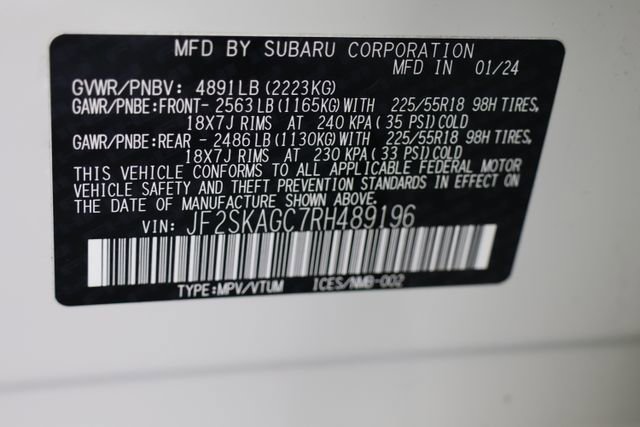 MFD BY SUBARU CORPORATION
MFD IN 01/24
GVWR/PNBV: 4891LB (2223KG)
GAWR/PNBE:FRONT- 2563 LB (1165KG) WITH 225/55R18 98H TIRES,
18X7J RIMS AT 240 KPA (35 PSI) COLD
GAWR/PNBE:REAR - 2486 LB (1130KG) WITH 225/55R18 98H TIRES,
18X7J RIMS AT 230 KPA (33 PSI) COLD
THIS VEHICLE CONFORMS TO ALL APPLICABLE FEDERAL MOTOR
VEHICLE SAFETY AND THEFT PREVENTION STANDARDS IN EFFECT ON
THE DATE OF MANUFACTURE SHOWN ABOVE.
VIN: JF2SKAGC7RH489196
TYPE:MPV/VTUM ICES/NMB-002